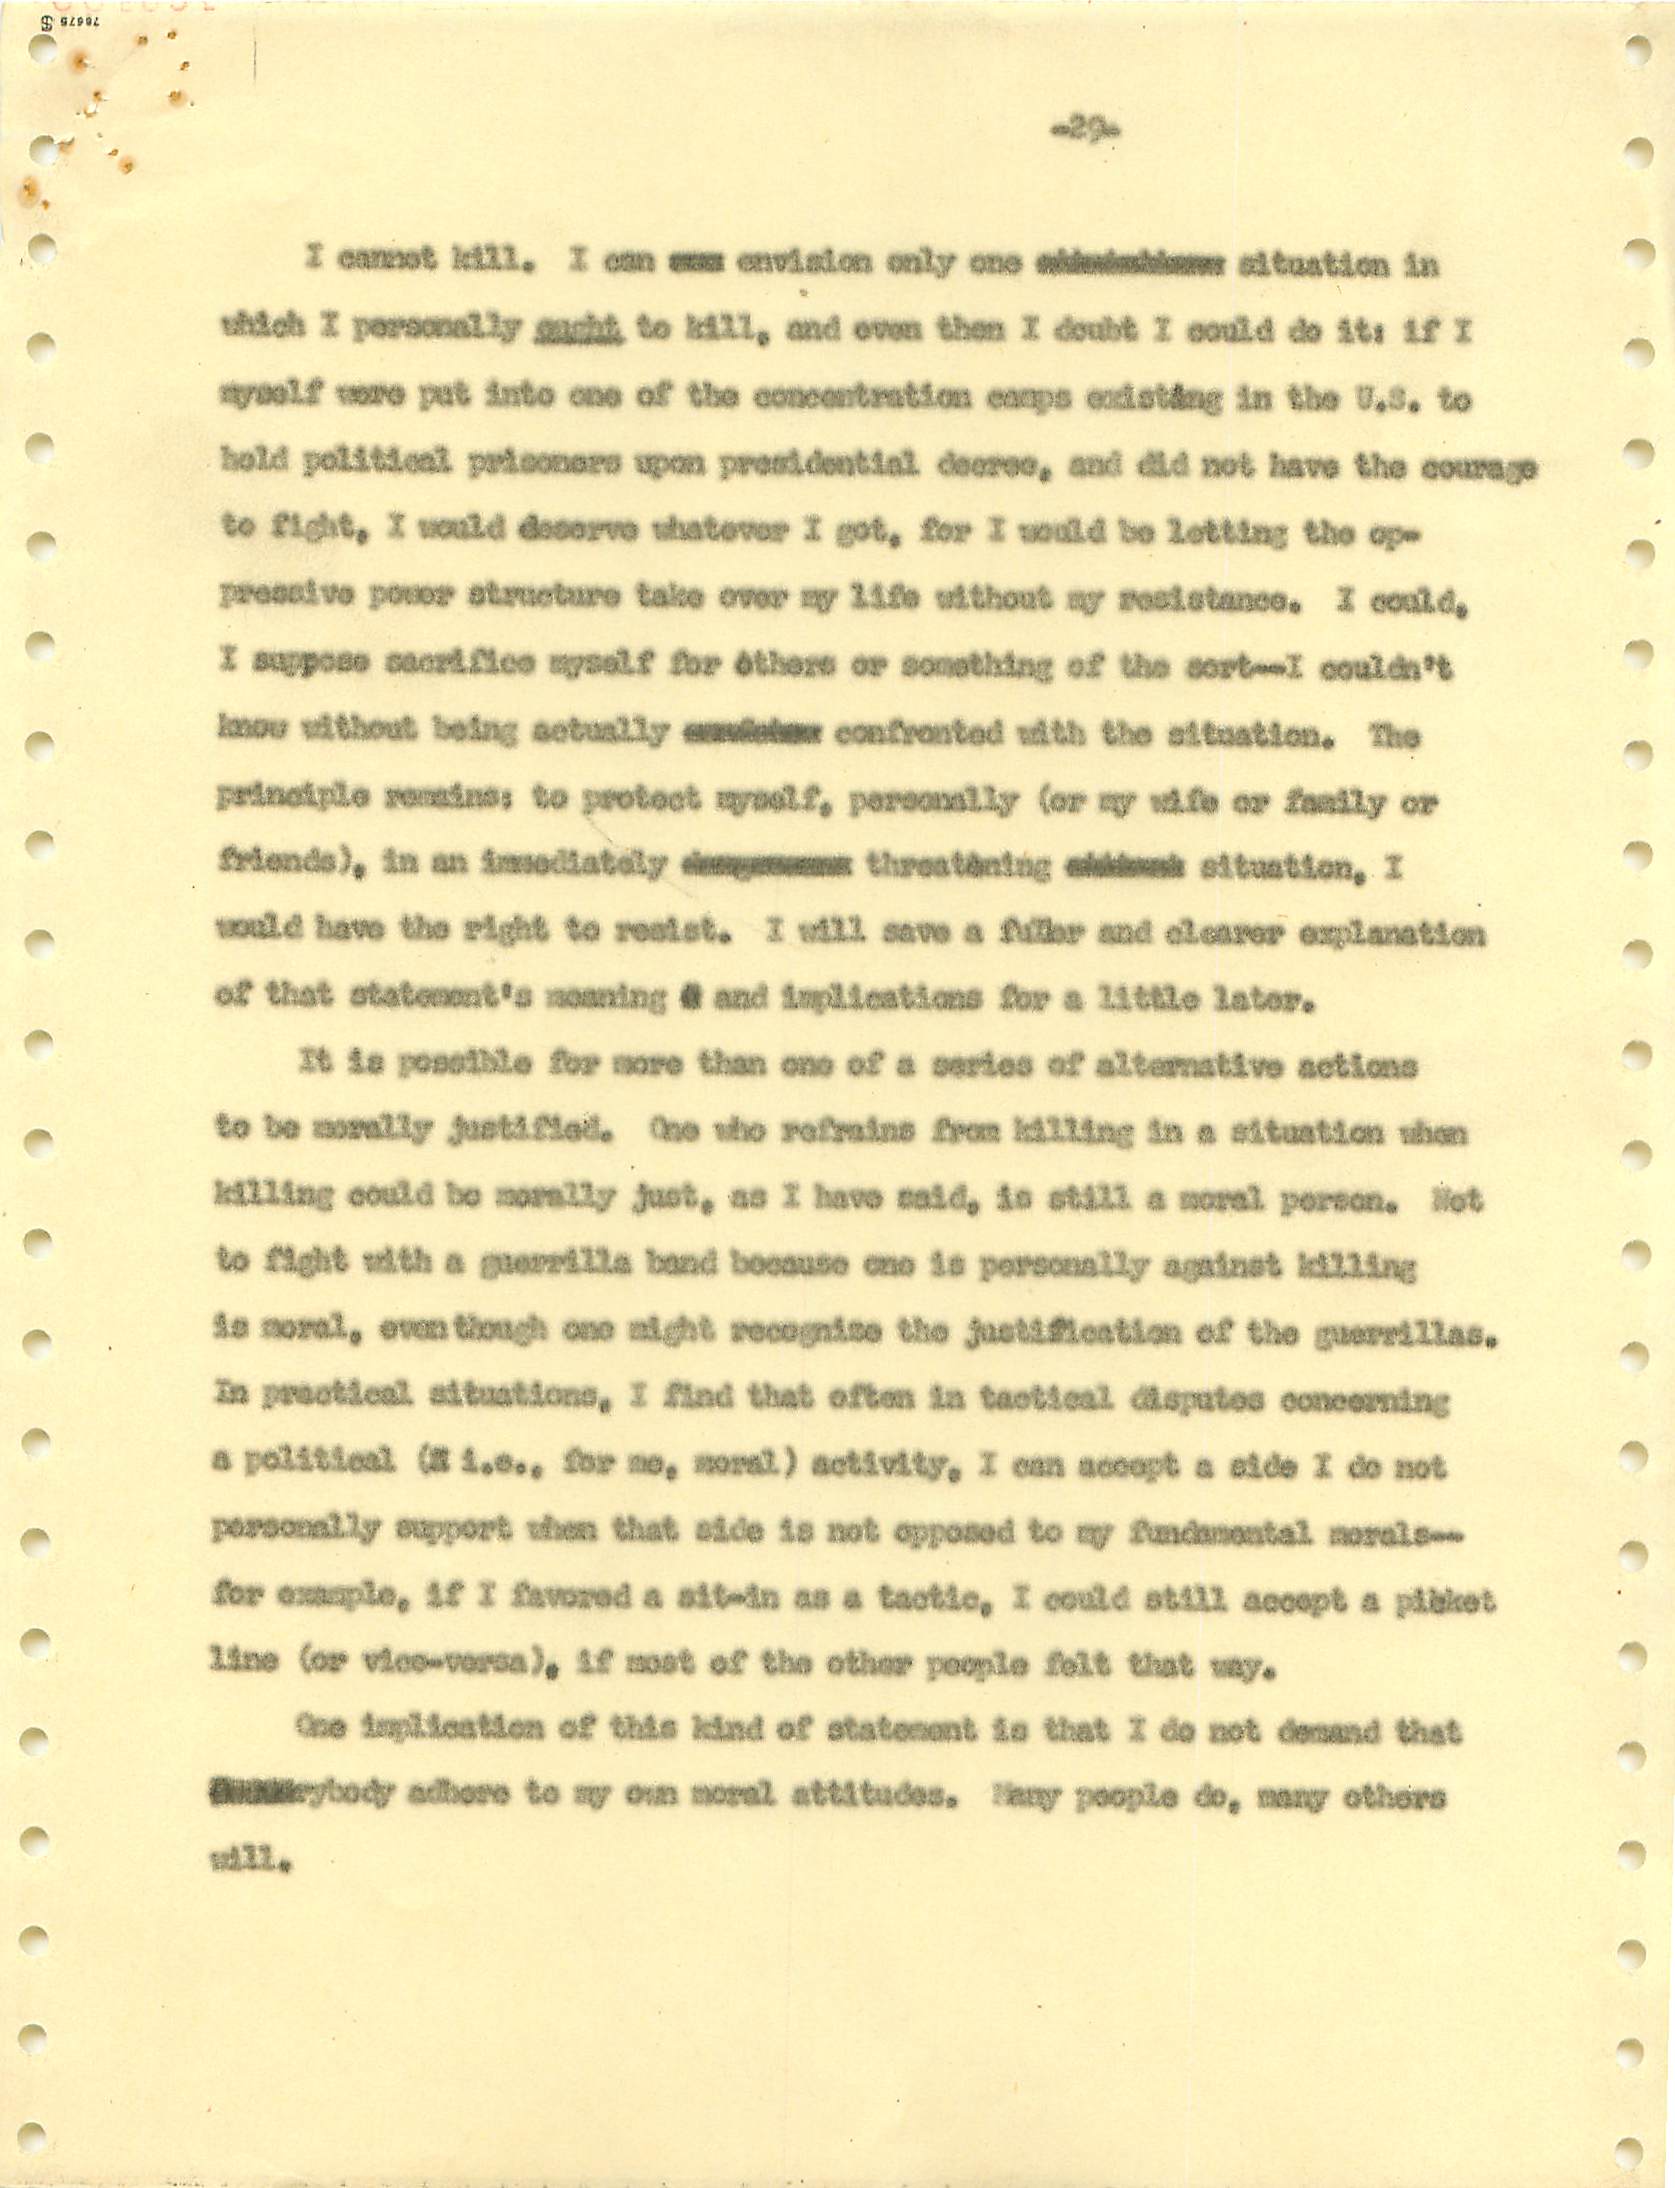 -29-
I cannot kill. I can envision only one situation in
which I personally ought to kill, and even then I doubt I could do it: if I
myself were put into one of the concentration camps existing in the U.S. to
hold political prisoners upon presidential decree, and did not have the courage
to fight, I would deserve whatever I got, for I would be letting the op-
pressive power structure take over my life without my resistance. I could,
I suppose sacrifice myself for others or something of the sort--I couldn't
know without being actually confronted with the situation. The
principle remains: to protect myself, personally (or my wife or family or
friends), in an immediately threatening situation, I
would have the right to resist. I will save a fuller and clearer explanation
of that statement's meaning and implications for a little later.
It is possible for more than one of a series of alternative actions
to be morally justified. One who refrains from killing in a situation when
killing could be morally just, as I have said, is still a moral person. Not
to fight with a guerrilla band because one is personally against killing
is moral, even though one might recognize the justification of the guerrillas.
In practical situations, I find that often in tactical disputes concerning
a political (i.e., for me, moral) activity, I can accept a side I do not
personally support when that side is not opposed to my fundamental morals--
for example, if I favored a sit-in as a tactic, I could still accept a picket
line (or vice-versa), if most of the other people felt that way.
One implication of this kind of statement is that I do not demand that
rybody adhere to my own moral attitudes. Many people do, many others
will.